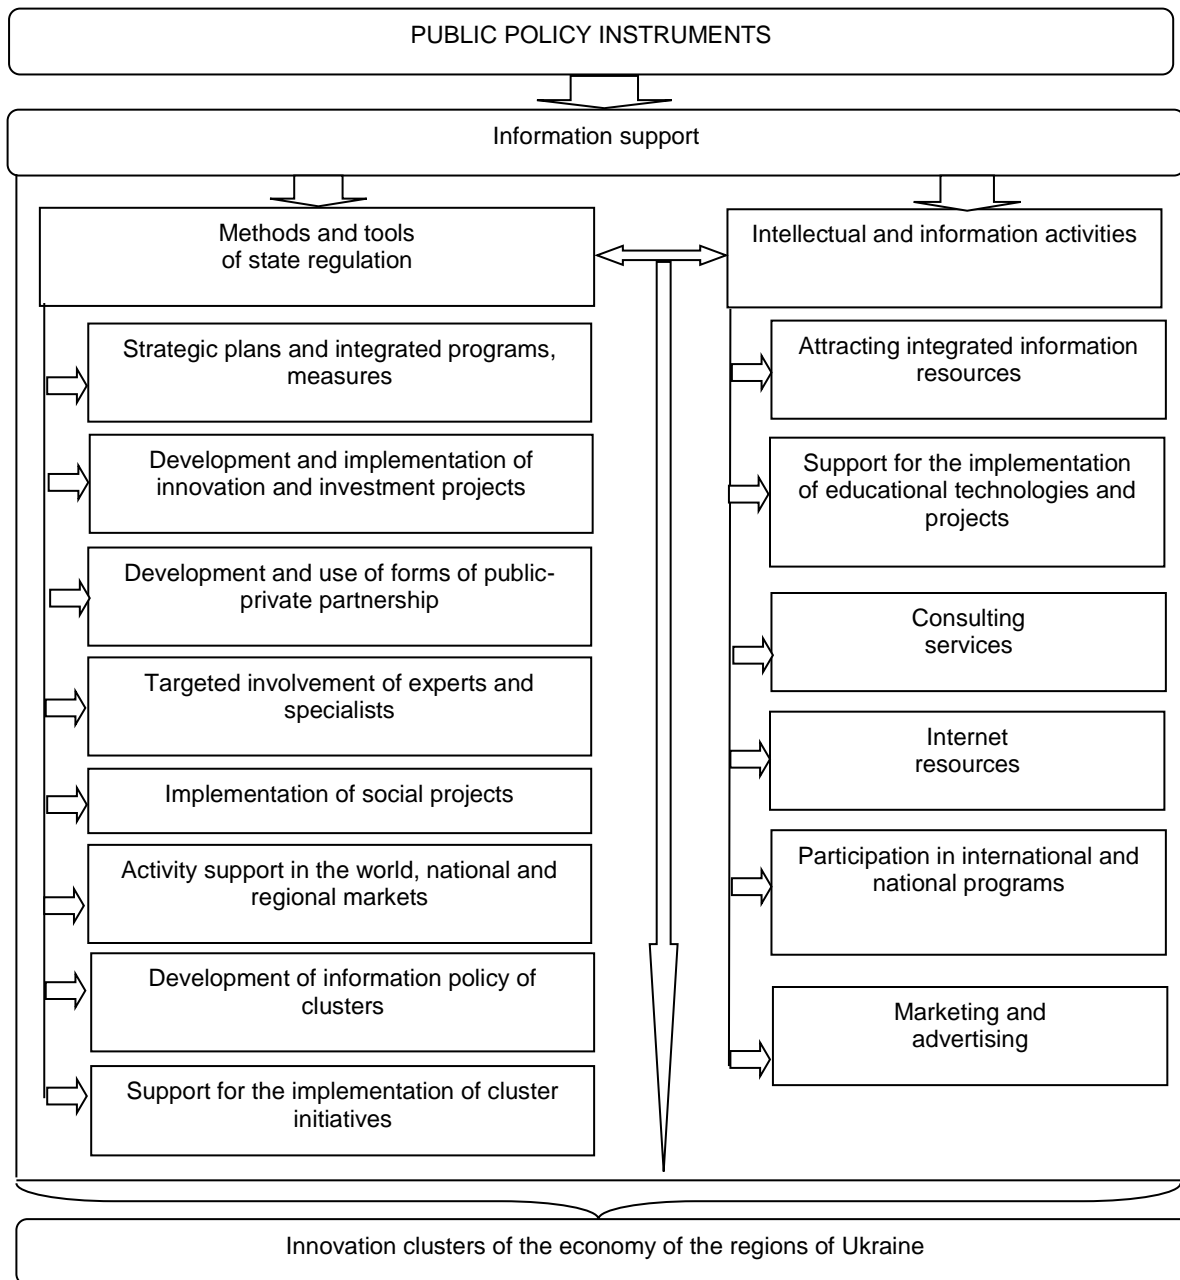 PUBLIC POLICY INSTRUMENTS
Information support
Methods and tools
of state regulation
Strategic plans and integrated programs,
measures
Development and implementation of
innovation and investment projects
Development and use of forms of public-
private partnership
Targeted involvement of experts and
specialists
Implementation of social projects
Activity support in the world, national and
regional markets
Development of information policy of
clusters
Support for the implementation of cluster
initiatives
Intellectual and information activities
Attracting integrated information
resources
Support for the implementation
of educational technologies and
projects
Consulting
services
Internet
resources
Participation in international and
national programs
Marketing and
advertising
Innovation clusters of the economy of the regions of Ukraine